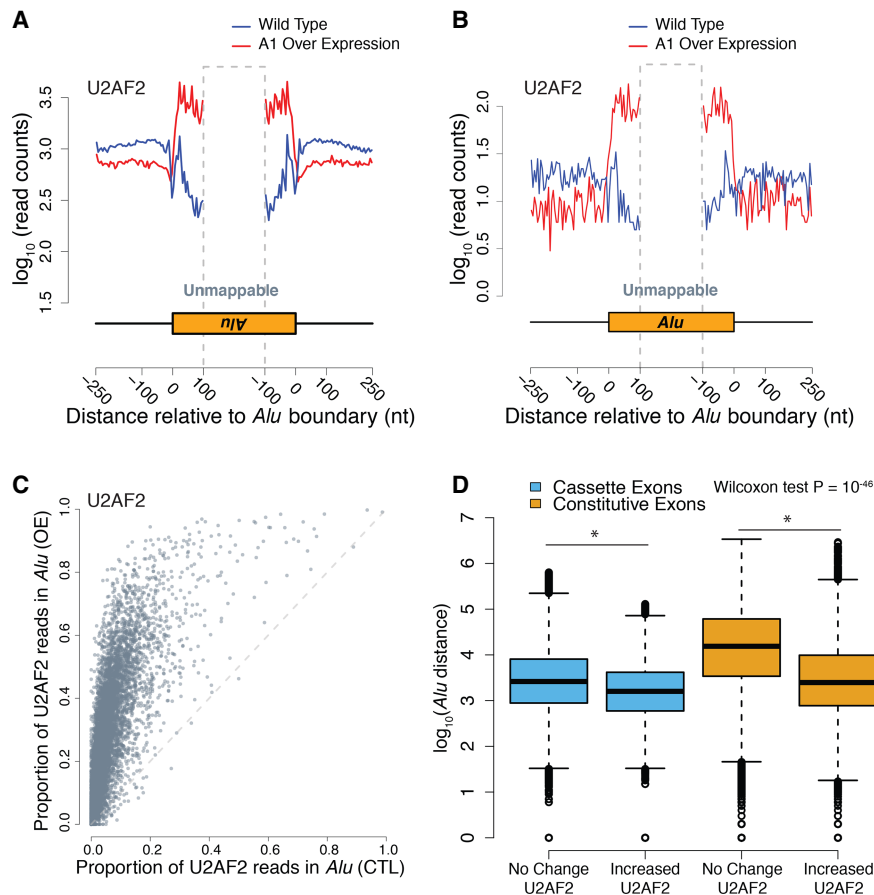 A
Wild Type
A1 Over Expression
U2AF2
log10 (read counts)
3.5
3.0
2.5
2.0
1.5
Unmappable
Alu
-250
-100
0
100
-100
0
100
250
Distance relative to Alu boundary (nt)
B
Wild Type
A1 Over Expression
U2AF2
log10 (read counts)
2.0
1.5
1.0
0.5
0.0
Unmappable
Alu
-250
-100
0
100
-100
0
100
250
Distance relative to Alu boundary (nt)
C
U2AF2
Proportion of U2AF2 reads in Alu (OE)
1.0
0.8
0.6
0.4
0.2
0.0
0.0
0.2
0.4
0.6
0.8
1.0
Proportion of U2AF2 reads in Alu (CTL)
D
Cassette Exons
Constitutive Exons
Wilcoxon test P = 10-46
*
*
log10(Alu distance)
7
6
5
4
3
2
1
0
No Change
U2AF2
Increased
U2AF2
No Change
U2AF2
Increased
U2AF2